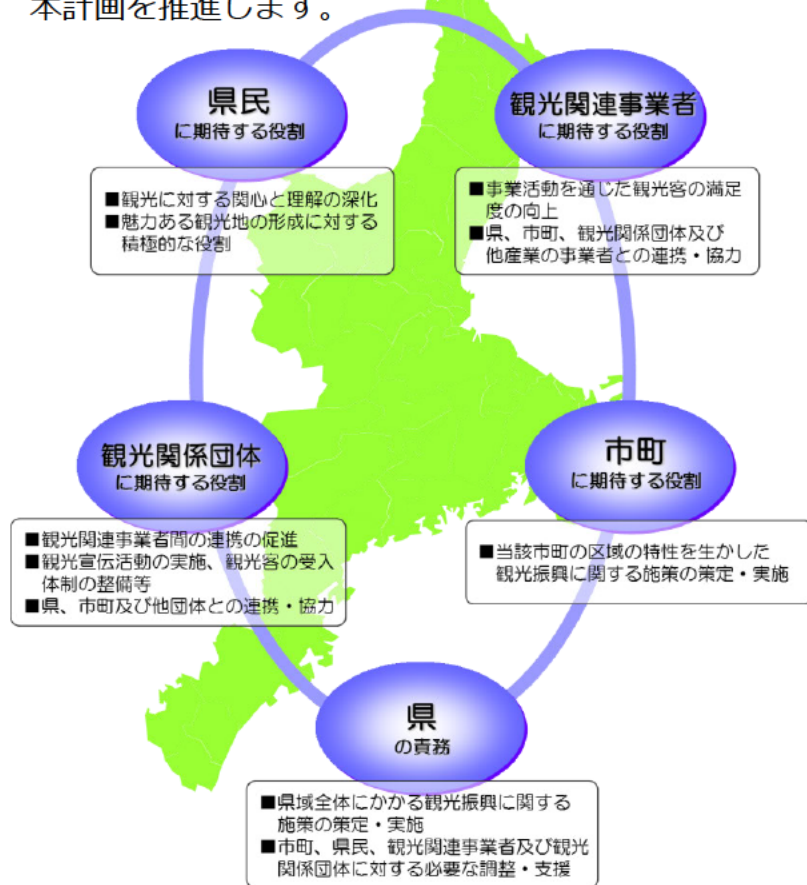 本計画を推進します。
県民
に期待する役割
■観光に対する関心と理解の深化
■魅力ある観光地の形成に対する
積極的な役割
観光関連事業者
に期待する役割
■事業活動を通じた観光客の満足
度の向上
■県、市町、観光関係団体及び
他産業の事業者との連携・協力
観光関係団体
に期待する役割
■観光関連事業者間の連携の促進
■観光宣伝活動の実施、観光客の受入
体制の整備等
■県、市町及び他団体との連携・協力
市町
に期待する役割
■当該市町の区域の特性を生かした
観光振興に関する施策の策定・実施
県
の責務
■県域全体にかかる観光振興に関する
施策の策定・実施
■市町、県民、観光関連事業者及び観光
関係団体に対する必要な調整・支援